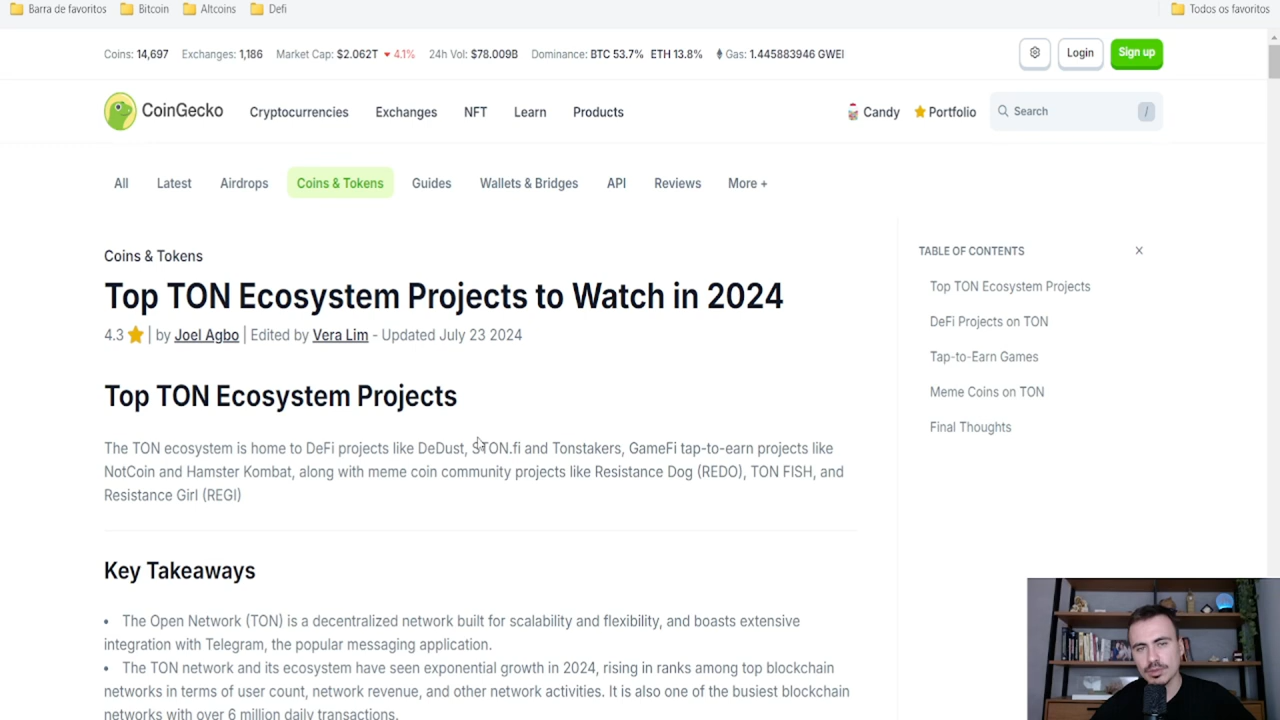 Barra de favoritos Bitcoin Altcoins Defi Todos os favoritos
Coins: 14,697 Exchanges: 1,186 Market Cap: $2.062T 4.1% 24h Vol: $78.009B Dominance: BTC 53.7% ETH 13.8% Gas: 1.445883946 GWEI Login Sign up
CoinGecko Cryptocurrencies Exchanges NFT Learn Products Candy Portfolio Search /
All Latest Airdrops Coins & Tokens Guides Wallets & Bridges API Reviews More +
Coins & Tokens
Top TON Ecosystem Projects to Watch in 2024
4.3 | by Joel Agbo | Edited by Vera Lim - Updated July 23 2024
Top TON Ecosystem Projects
The TON ecosystem is home to DeFi projects like DeDust, STON.fi and Tonstakers, GameFi tap-to-earn projects like
NotCoin and Hamster Kombat, along with meme coin community projects like Resistance Dog (REDO), TON FISH, and
Resistance Girl (REGI)
Key Takeaways
• The Open Network (TON) is a decentralized network built for scalability and flexibility, and boasts extensive
integration with Telegram, the popular messaging application.
• The TON network and its ecosystem have seen exponential growth in 2024, rising in ranks among top blockchain
networks in terms of user count, network revenue, and other network activities. It is also one of the busiest blockchain
networks with over 6 million daily transactions.
TABLE OF CONTENTS
Top TON Ecosystem Projects
DeFi Projects on TON
Tap-to-Earn Games
Meme Coins on TON
Final Thoughts